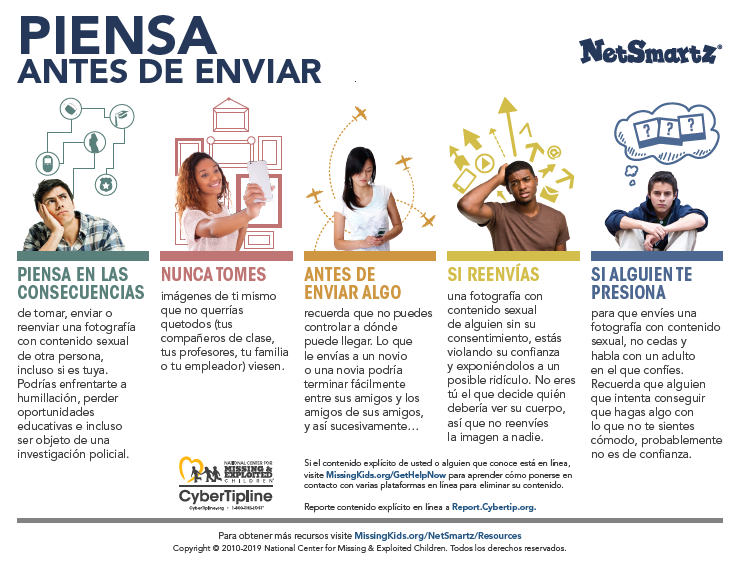 PIENSA
ANTES DE ENVIAR
NetSmartz®
PIENSA EN LAS
CONSECUENCIAS
de tomar, enviar o
reenviar una fotografía
con contenido sexual
de otra persona,
incluso si es tuya.
Podrías enfrentarte a
humillación, perder
oportunidades
educativas e incluso
ser objeto de una
investigación policial.
NUNCA TOMES
imágenes de ti mismo
que no querrías
quetodos (tus
compañeros de clase,
tus profesores, tu familia
o tu empleador) viesen.
ANTES DE
ENVIAR ALGO
recuerda que no puedes
controlar a dónde
puede llegar. Lo que
le envías a un novio
o una novia podría
terminar fácilmente
entre sus amigos y los
amigos de sus amigos,
y así sucesivamente…
SI REENVÍAS
una fotografía con
contenido sexual
de alguien sin su
consentimiento, estás
violando su confianza
y exponiéndolos a un
posible ridículo. No eres
tú el que decide quién
debería ver su cuerpo,
así que no reenvíes
la imagen a nadie.
? ? ?
SI ALGUIEN TE
PRESIONA
para que envíes una
fotografía con contenido
sexual, no cedas y
habla con un adulto
en el que confíes.
Recuerda que alguien
que intenta conseguir
que hagas algo con
lo que no te sientes
cómodo, probablemente
no es de confianza.
NATIONAL CENTER FOR
MISSING &
EXPLOITED
CHILDREN®
CyberTipline
CyberTipline.org • 1-800-THE-LOST®
Si el contenido explícito de usted o alguien que conoce está en línea,
visite MissingKids.org/GetHelpNow para aprender cómo ponerse en
contacto con varias plataformas en línea para eliminar su contenido.
Reporte contenido explícito en línea a Report.Cybertip.org.
Para obtener más recursos visite MissingKids.org/NetSmartz/Resources
Copyright © 2010-2019 National Center for Missing & Exploited Children. Todos los derechos reservados.